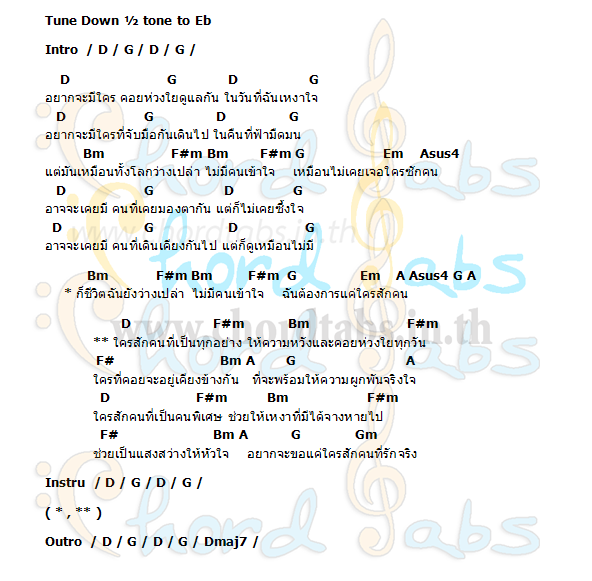 Tune Down ½ tone to Eb
Intro / D / G / D / G /
D G D G
อยากจะมีใคร คอยห่วงใยดูแลกัน ในวันที่ฉันเหงาใจ
D G D G
อยากจะมีใครที่จับมือกันเดินไป ในคืนที่ฟ้ามืดมน
Bm F#m Bm F#m G Em Asus4
แต่มันเหมือนทั้งโลกว่างเปล่า ไม่มีคนเข้าใจ เหมือนไม่เคยเจอใครซักคน
D G D G
อาจจะเคยมี คนที่เคยมองตากัน แต่ก็ไม่เคยซึ้งใจ
D G D G
อาจจะเคยมี คนที่เดินเคียงกันไป แต่ก็ดูเหมือนไม่มี
Bm F#m Bm F#m G Em A Asus4 G A
* ก็ชีวิตฉันยังว่างเปล่า ไม่มีคนเข้าใจ ฉันต้องการแค่ใครสักคน
D F#m Bm F#m
** ใครสักคนที่เป็นทุกอย่าง ให้ความหวังและคอยห่วงใยทุกวัน
F# Bm A G A
ใครที่คอยจะอยู่เคียงข้างกัน ที่จะพร้อมให้ความผูกพันจริงใจ
D F#m Bm F#m
ใครสักคนที่เป็นคนพิเศษ ช่วยให้เหงาที่มีได้จางหายไป
F# Bm A G Gm
ช่วยเป็นแสงสว่างให้หัวใจ อยากจะขอแค่ใครสักคนที่รักจริง
Instru / D / G / D / G /
( * , ** )
Outro / D / G / D / G / Dmaj7 /
Chord Tabs
www.chordtabs.in.th